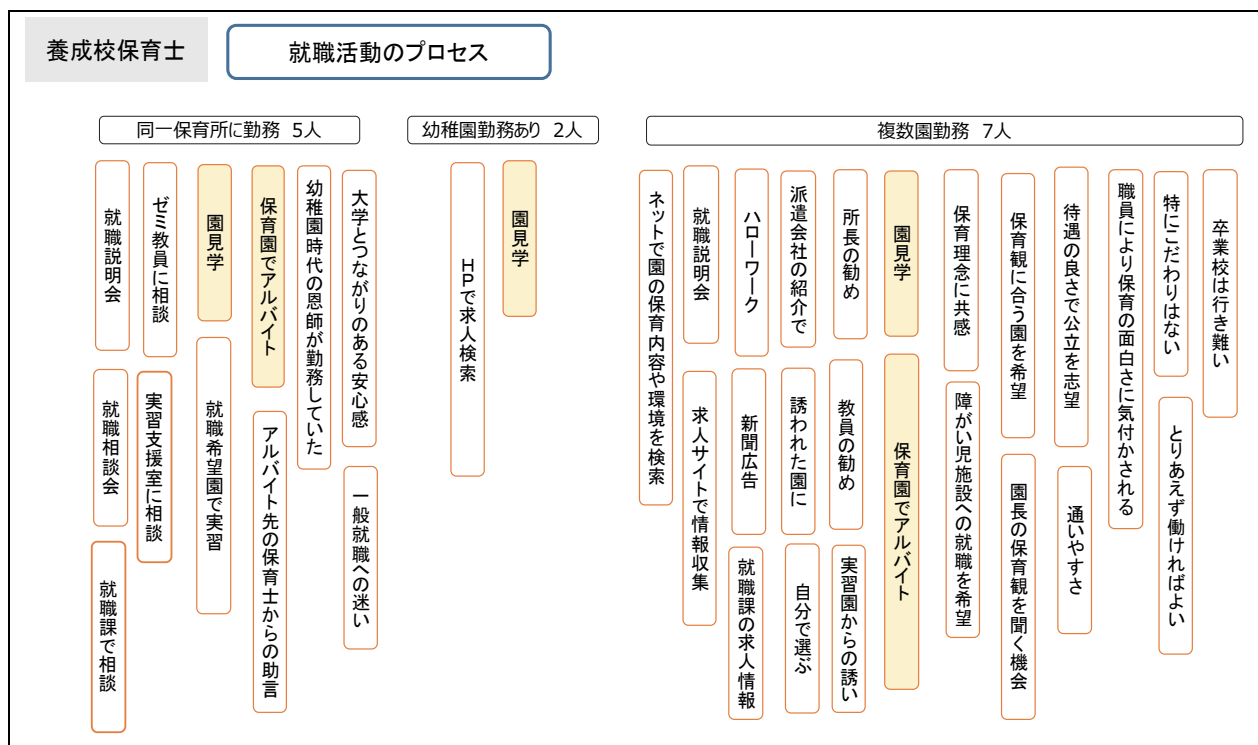 養成校保育士
就職活動のプロセス
同一保育所に勤務 5人
就職説明会
就職相談会
就職課で相談
ゼミ教員に相談
実習支援室に相談
園見学
就職希望園で実習
保育園でアルバイト
アルバイト先の保育士からの助言
幼稚園時代の恩師が勤務していた
大学とつながりのある安心感
一般就職への迷い
幼稚園勤務あり 2人
HPで求人検索
園見学
複数園勤務 7人
ネットで園の保育内容や環境を検索
就職説明会
求人サイトで情報収集
ハローワーク
新聞広告
就職課の求人情報
派遣会社の紹介で
誘われた園に
自分で選ぶ
所長の勧め
教員の勧め
実習園からの誘い
園見学
保育園でアルバイト
保育理念に共感
障がい児施設への就職を希望
保育観に合う園を希望
園長の保育観を聞く機会
待遇の良さで公立を志望
通いやすさ
職員により保育の面白さに気付かされる
特にこだわりはない
とりあえず働ければよい
卒業校は行き難い